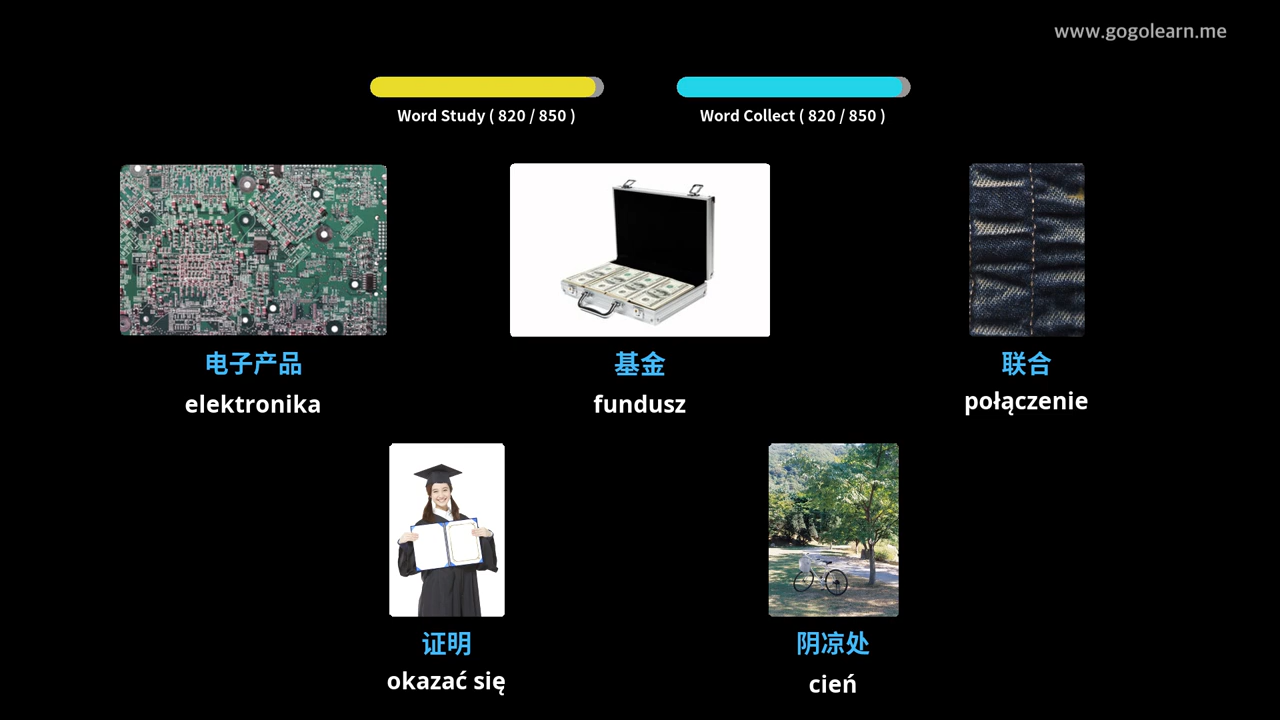 www.gogolearn.me
Word Study ( 820 / 850 )
Word Collect ( 820 / 850 )
电子产品
elektronika
基金
fundusz
联合
połączenie
证明
okazać się
阴凉处
cień